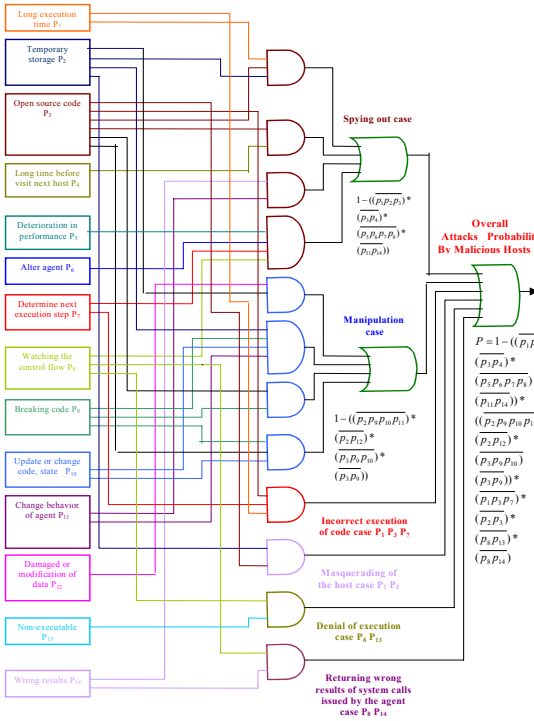 Long execution
time P1
Temporary
storage P2
Open source code
P3
Long time before
visit next host P4
Deterioration in
performance P5
Alter agent P6
Determine next
execution step P7
Watching the
control flow P8
Breaking code P9
Update or change
code, state P10
Change behavior
of agent P11
Damaged or
modification of
data P12
Non-executable
P13
Wrong results P14
Spying out case
1-((p1p2p3)*
(p3p4)*
(p5p6p7p8)*
(p11p14))
Manipulation
case
1-((p2p9p10p11)*
(p2p12)*
(p3p9p10)*
(p3p9))
Incorrect execution
of code case P1 P3 P7
Masquerading of
the host case P2 P3
Denial of execution
case P8 P13
Returning wrong
results of system calls
issued by the agent
case P8 P14
Overall
Attacks Probabilit
By Malicious Hosts
P=1-((p1p
(p3p4)*
(p5p6p7p8)
(p11p14))*
((p2p9p10p1
(p2p12)*
(p3p9p10)
(p3p9))*
(p1p3p7)*
(p2p3)*
(p8p13)*
(p8p14)